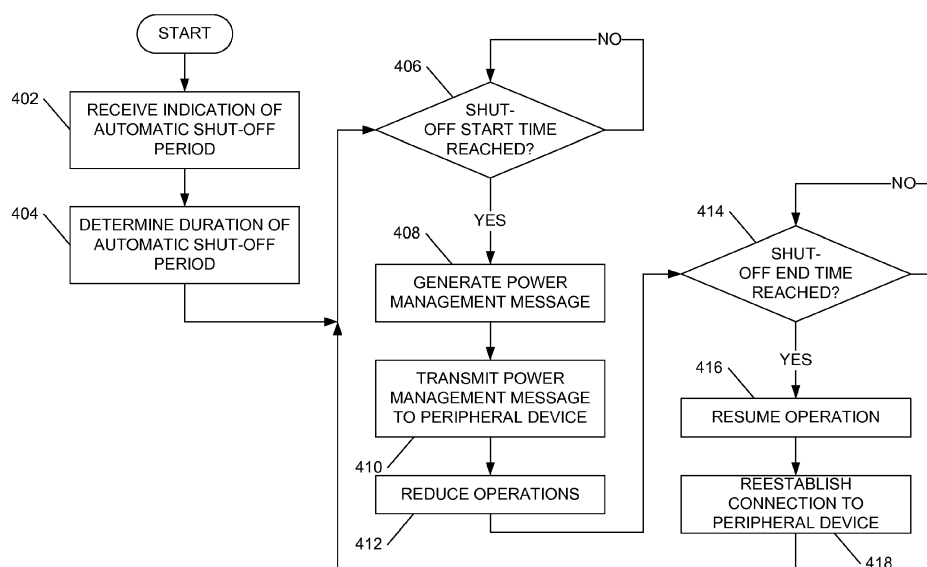 START
402
RECEIVE INDICATION OF
AUTOMATIC SHUT-OFF
PERIOD
404
DETERMINE DURATION OF
AUTOMATIC SHUT-OFF
PERIOD
406
NO
SHUT-
OFF START TIME
REACHED?
YES
408
GENERATE POWER
MANAGEMENT MESSAGE
TRANSMIT POWER
MANAGEMENT MESSAGE
TO PERIPHERAL DEVICE
410
REDUCE OPERATIONS
412
NO
414
SHUT-
OFF END TIME
REACHED?
YES
416
RESUME OPERATION
REESTABLISH
CONNECTION TO
PERIPHERAL DEVICE
418